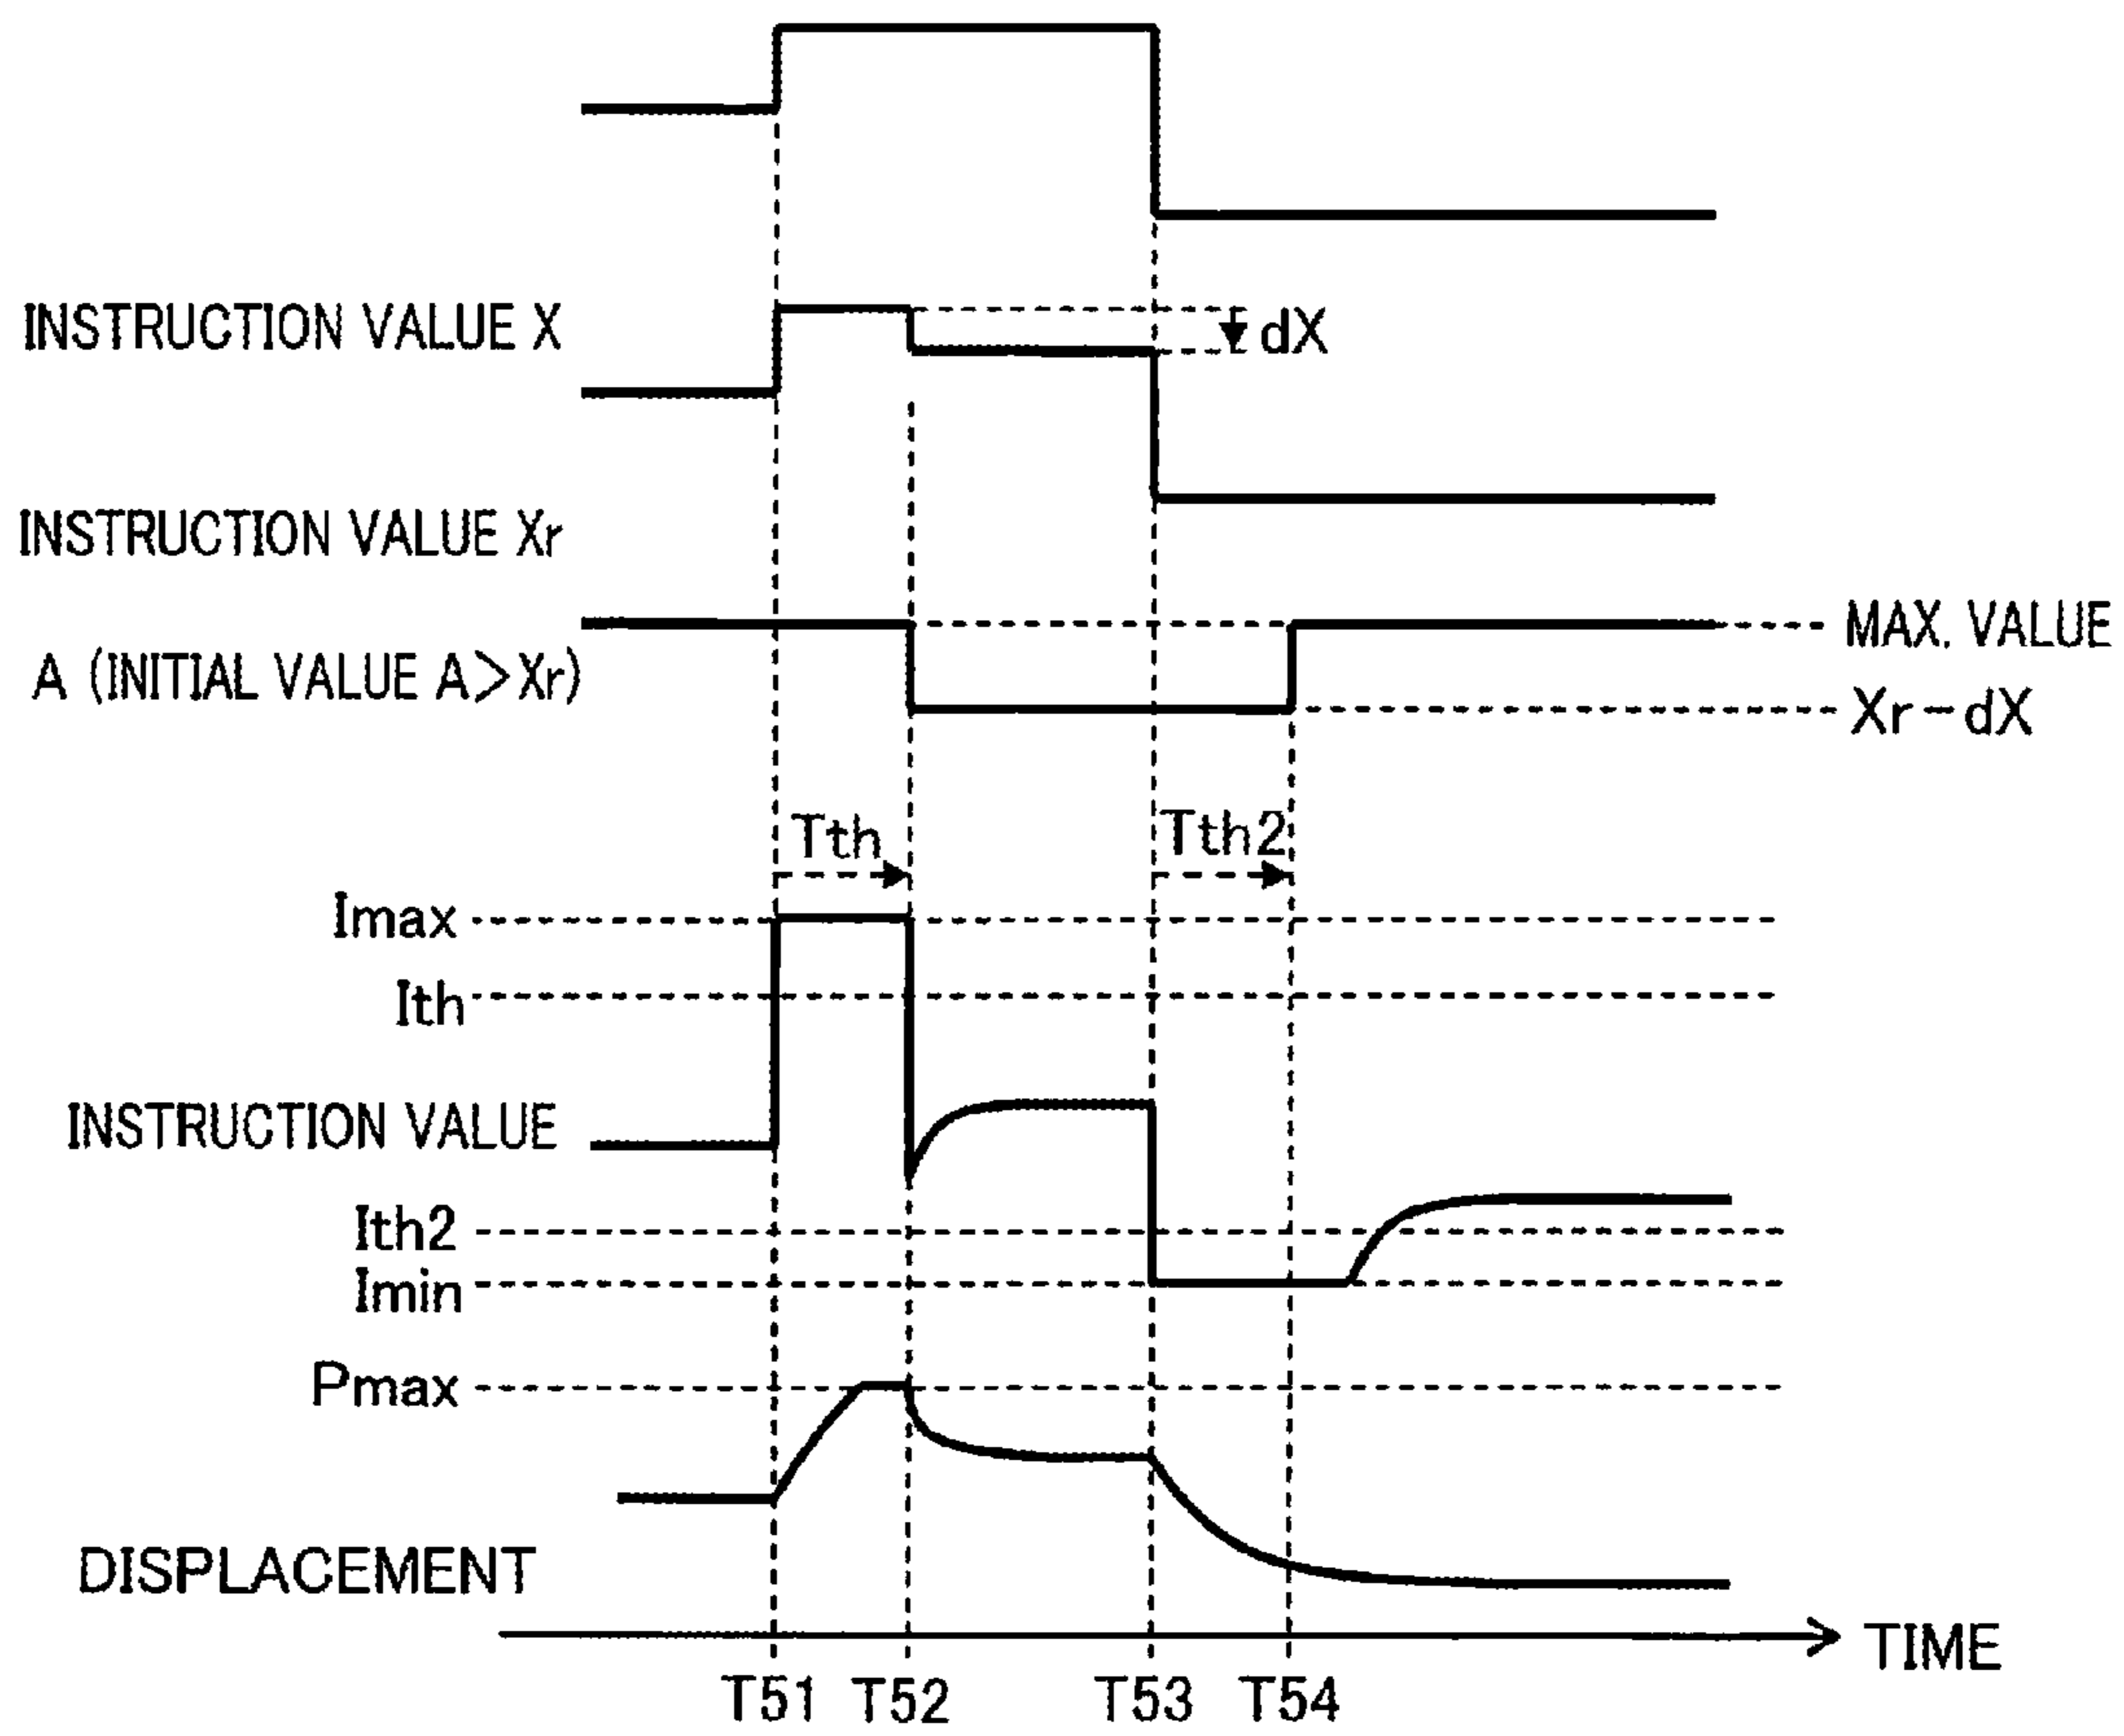 INSTRUCTION VALUE X
dX
INSTRUCTION VALUE Xr
MAX. VALUE
A (INITIAL VALUE A>Xr)
Xr-dX
Tth
Tth2
Imax
Ith
INSTRUCTION VALUE
Ith2
Imin
Pmax
DISPLACEMENT
TIME
T51 T52 T53 T54